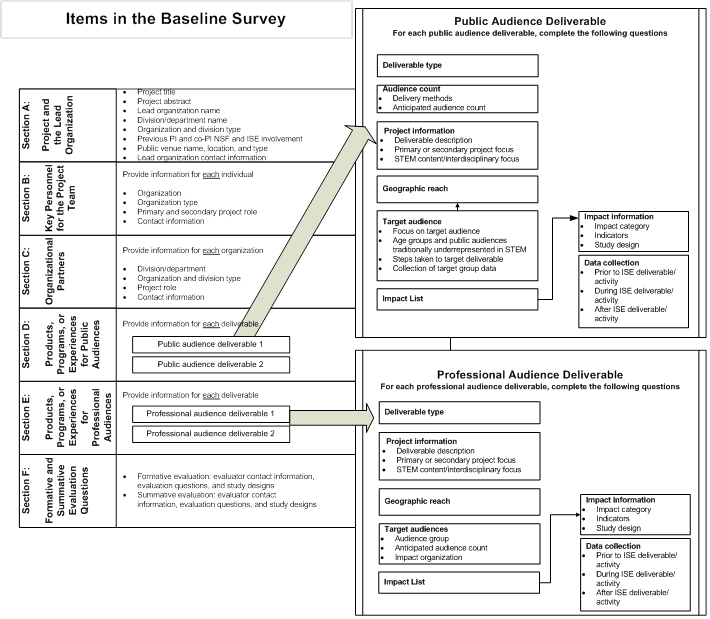 Items in the Baseline Survey
Section A:
Project and
the Lead
Organization
• Project title
• Project abstract
• Lead organization name
• Division/department name
• Organization and division type
• Previous PI and co-PI NSF and ISE involvement
• Public venue name, location, and type
• Lead organization contact information
Section B:
Key Personnel
for the Project
Team
Provide information for each individual
• Organization
• Organization type
• Primary and secondary project role
• Contact information
Section C:
Organizational
Partners
Provide information for each organization
• Division/department
• Organization and division type
• Project role
• Contact information
Section D:
Products,
Programs, or
Experiences
for Public
Audiences
Provide information for each deliverable
Public audience deliverable 1
Public audience deliverable 2
Section E:
Products,
Programs, or
Experiences
for
Professional
Audiences
Provide information for each deliverable
Professional audience deliverable 1
Professional audience deliverable 2
Section F:
Formative and
Summative
Evaluation
Questions
• Formative evaluation: evaluator contact information,
evaluation questions, and study designs
• Summative evaluation: evaluator contact
information, evaluation questions, and study designs
Public Audience Deliverable
For each public audience deliverable, complete the following questions
Deliverable type
Audience count
• Delivery methods
• Anticipated audience count
Project information
• Deliverable description
• Primary or secondary project focus
• STEM content/interdisciplinary focus
Geographic reach
Target audience
• Focus on target audience
• Age groups and public audiences
traditionally underrepresented in STEM
• Steps taken to target deliverable
• Collection of target group data
Impact List
Impact information
• Impact category
• Indicators
• Study design
Data collection
• Prior to ISE deliverable/
activity
• During ISE deliverable/
activity
• After ISE deliverable/
activity
Professional Audience Deliverable
For each professional audience deliverable, complete the following questions
Deliverable type
Project information
• Deliverable description
• Primary or secondary project focus
• STEM content/interdisciplinary focus
Geographic reach
Target audiences
• Audience group
• Anticipated audience count
• Impact organization
Impact List
Impact information
• Impact category
• Indicators
• Study design
Data collection
• Prior to ISE deliverable/
activity
• During ISE deliverable/
activity
• After ISE deliverable/
activity